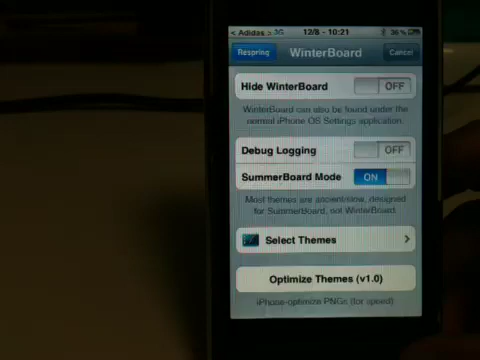 < Adidas > 3G 12/8 - 10:21 36 %
Respring WinterBoard Cancel
Hide WinterBoard OFF
WinterBoard can also be found under the
normal iPhone OS Settings application.
Debug Logging OFF
SummerBoard Mode ON
Most themes are ancient/slow, designed
for SummerBoard, not WinterBoard.
Select Themes
Optimize Themes (v1.0)
iPhone-optimize PNGs (for speed)